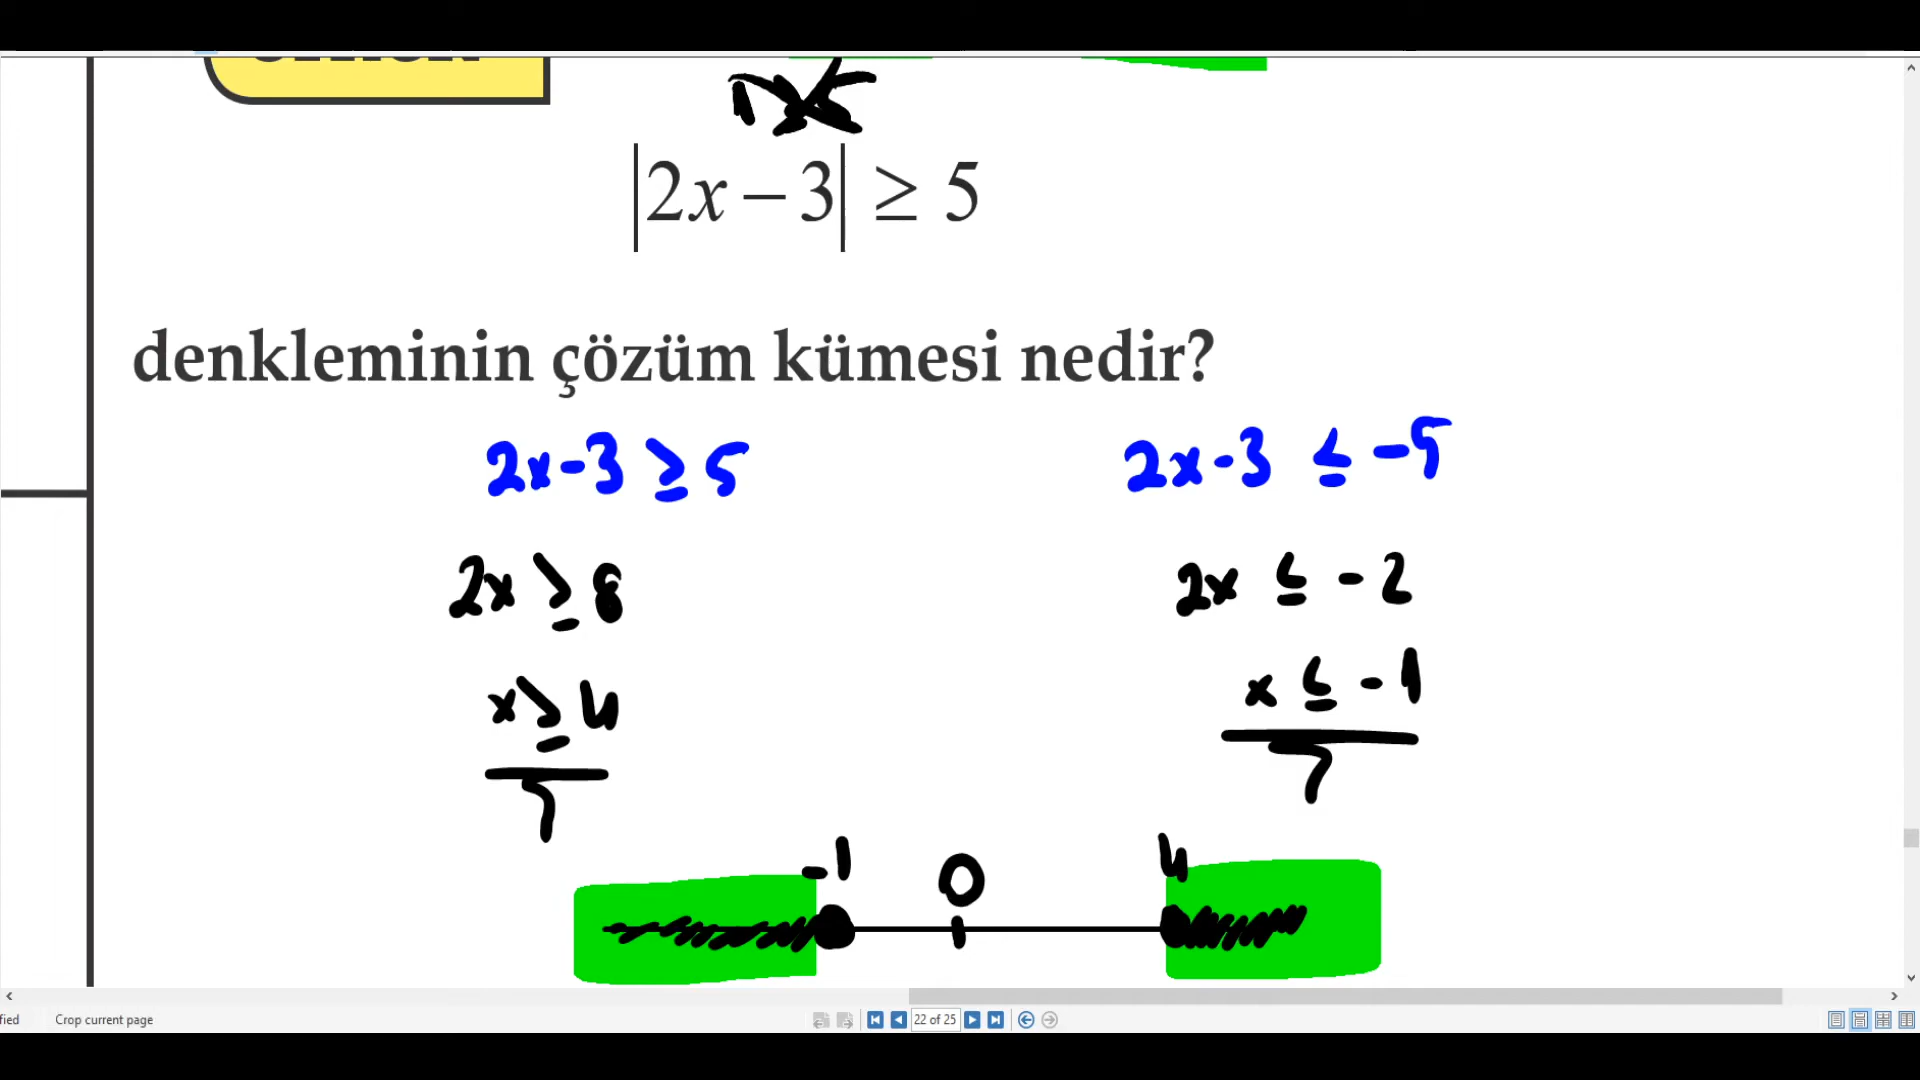 |2x − 3| ≥ 5
denkleminin çözüm kümesi nedir?
2x-3 ≥ 5
2x-3 ≤ -5
2x ≥ 8
2x ≤ -2
x ≥ 4
x ≤ -1
-1 0 4
fied Crop current page 22 of 25